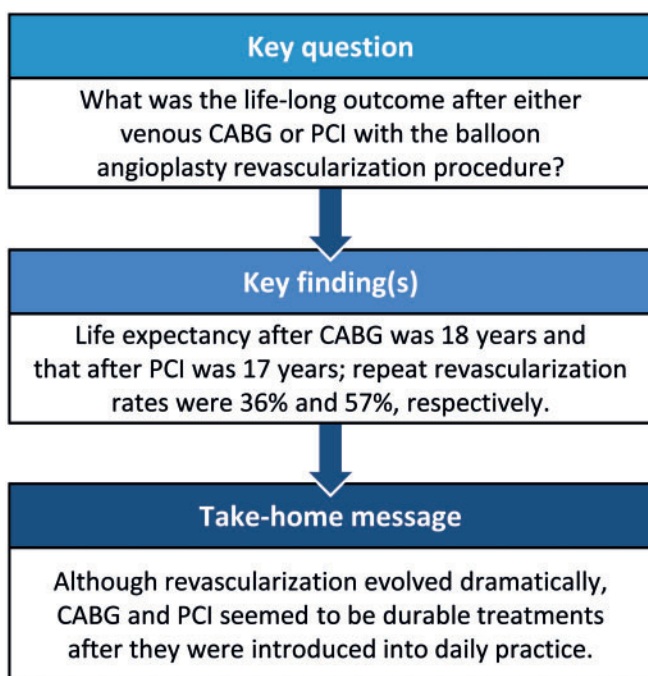 Key question
What was the life-long outcome after either
venous CABG or PCI with the balloon
angioplasty revascularization procedure?
Key finding(s)
Life expectancy after CABG was 18 years and
that after PCI was 17 years; repeat revascularization
rates were 36% and 57%, respectively.
Take-home message
Although revascularization evolved dramatically,
CABG and PCI seemed to be durable treatments
after they were introduced into daily practice.